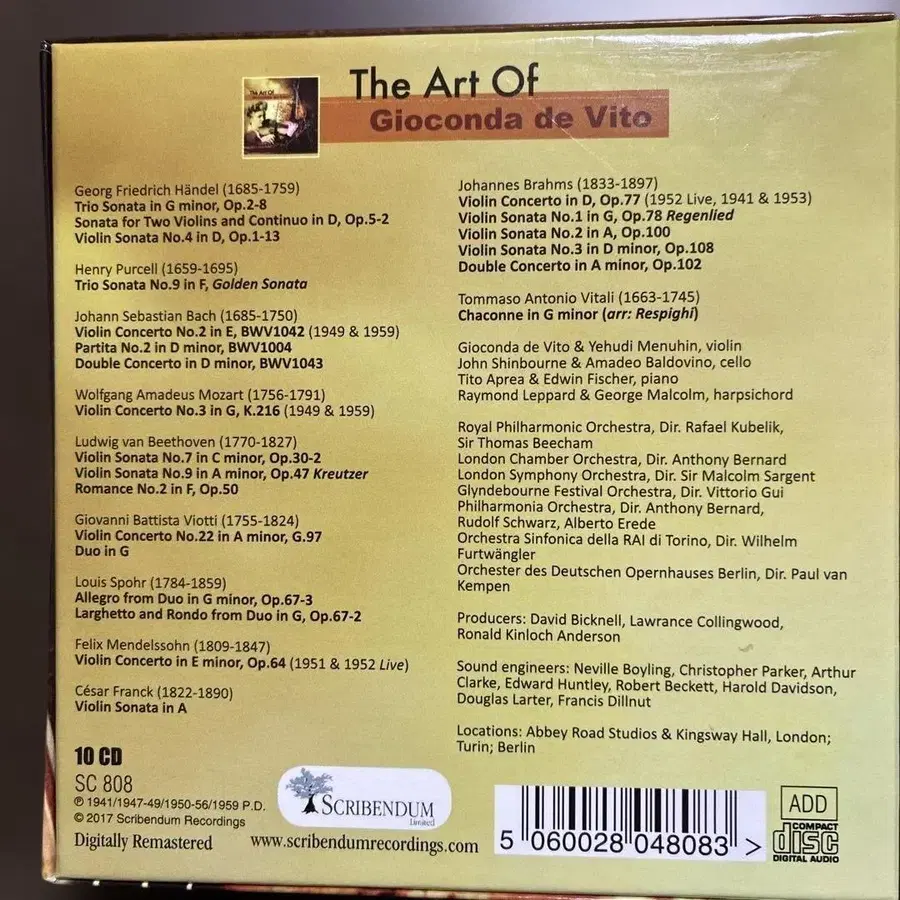 The Art Of
Gioconda de Vito
The Art Of
Georg Friedrich Händel (1685-1759)
Trio Sonata in G minor, Op.2-8
Sonata for Two Violins and Continuo in D, Op.5-2
Violin Sonata No.4 in D, Op.1-13
Henry Purcell (1659-1695)
Trio Sonata No.9 in F, Golden Sonata
Johann Sebastian Bach (1685-1750)
Violin Concerto No.2 in E, BWV1042 (1949 & 1959)
Partita No.2 in D minor, BWV1004
Double Concerto in D minor, BWV1043
Wolfgang Amadeus Mozart (1756-1791)
Violin Concerto No.3 in G, K.216 (1949 & 1959)
Ludwig van Beethoven (1770-1827)
Violin Sonata No.7 in C minor, Op.30-2
Violin Sonata No.9 in A minor, Op.47 Kreutzer
Romance No.2 in F, Op.50
Giovanni Battista Viotti (1755-1824)
Violin Concerto No.22 in A minor, G.97
Duo in G
Louis Spohr (1784-1859)
Allegro from Duo in G minor, Op.67-3
Larghetto and Rondo from Duo in G, Op.67-2
Felix Mendelssohn (1809-1847)
Violin Concerto in E minor, Op.64 (1951 & 1952 Live)
César Franck (1822-1890)
Violin Sonata in A
Johannes Brahms (1833-1897)
Violin Concerto in D, Op.77 (1952 Live, 1941 & 1953)
Violin Sonata No.1 in G, Op.78 Regenlied
Violin Sonata No.2 in A, Op.100
Violin Sonata No.3 in D minor, Op.108
Double Concerto in A minor, Op.102
Tommaso Antonio Vitali (1663-1745)
Chaconne in G minor (arr: Respighi)
Gioconda de Vito & Yehudi Menuhin, violin
John Shinbourne & Amadeo Baldovino, cello
Tito Aprea & Edwin Fischer, piano
Raymond Leppard & George Malcolm, harpsichord
Royal Philharmonic Orchestra, Dir. Rafael Kubelik,
Sir Thomas Beecham
London Chamber Orchestra, Dir. Anthony Bernard
London Symphony Orchestra, Dir. Sir Malcolm Sargent
Glyndebourne Festival Orchestra, Dir. Vittorio Gui
Philharmonia Orchestra, Dir. Anthony Bernard,
Rudolf Schwarz, Alberto Erede
Orchestra Sinfonica della RAI di Torino, Dir. Wilhelm
Furtwängler
Orchester des Deutschen Opernhauses Berlin, Dir. Paul van
Kempen
Producers: David Bicknell, Lawrance Collingwood,
Ronald Kinloch Anderson
Sound engineers: Neville Boyling, Christopher Parker, Arthur
Clarke, Edward Huntley, Robert Beckett, Harold Davidson,
Douglas Larter, Francis Dillnut
Locations: Abbey Road Studios & Kingsway Hall, London;
Turin; Berlin
10 CD
SC 808
℗ 1941/1947-49/1950-56/1959 P.D.
© 2017 Scribendum Recordings
Digitally Remastered
SCRIBENDUM
Limited
www.scribendumrecordings.com
5 060028 048083 >
ADD
COMPACT
disc
DIGITAL AUDIO